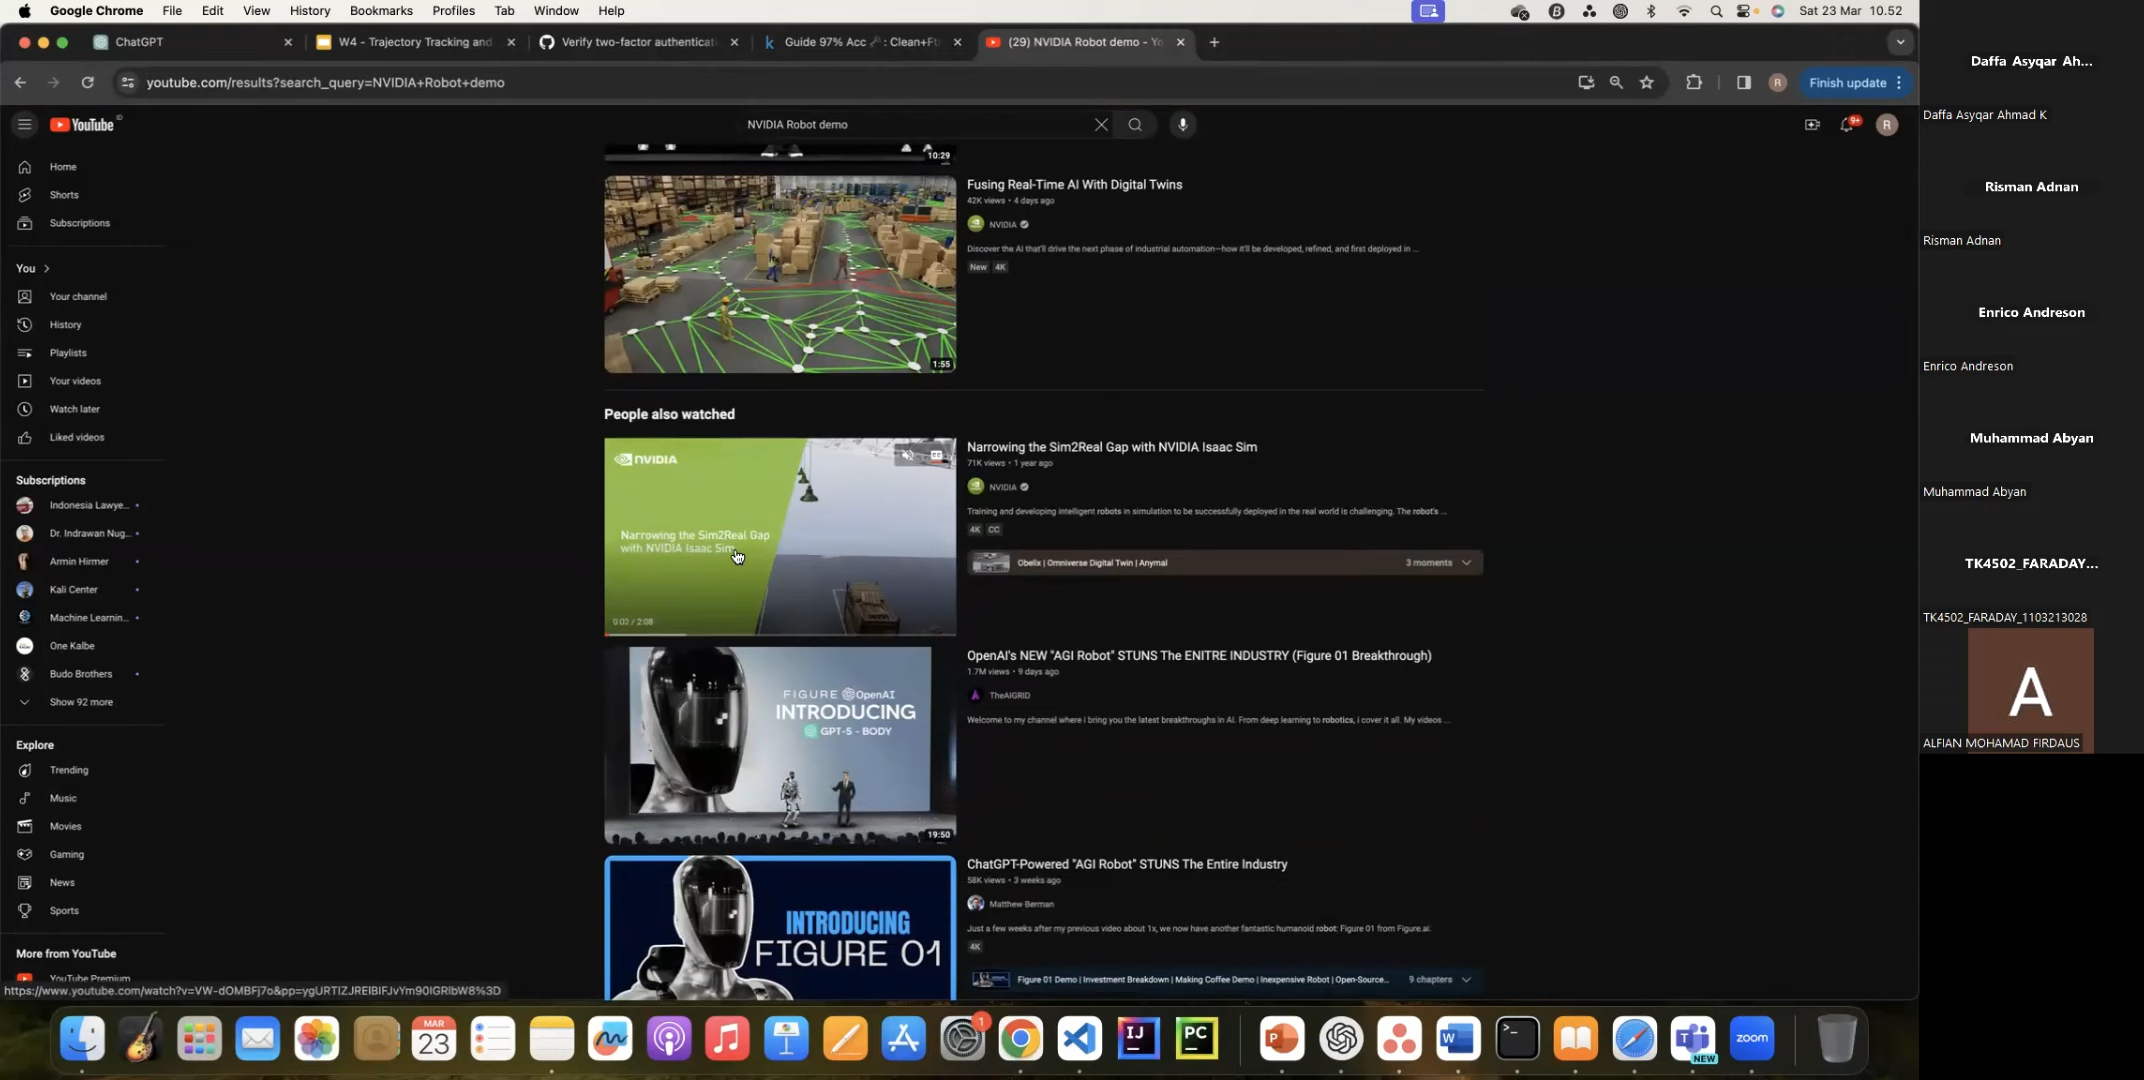 Google Chrome File Edit View History Bookmarks Profiles Tab Window Help
Sat 23 Mar 10.52
ChatGPT
W4 - Trajectory Tracking and
Verify two-factor authenticati
Guide 97% Acc
(29) NVIDIA Robot demo - Yo
youtube.com/results?search_query=NVIDIA+Robot+demo
Finish update
YouTube
ID
NVIDIA Robot demo
9+
R
Home
Shorts
Subscriptions
You
Your channel
History
Playlists
Your videos
Watch later
Liked videos
Subscriptions
Indonesia Lawye...
Dr. Indrawan Nug...
Armin Hirmer
Kali Center
Machine Learnin...
One Kalbe
Budo Brothers
Show 92 more
Explore
Trending
Music
Movies
Gaming
News
Sports
More from YouTube
YouTube Premium
https://www.youtube.com/watch?v=VW-dOMBFj7o&pp=
10:29
1:55
Fusing Real-Time AI With Digital Twins
42K views • 4 days ago
NVIDIA
Discover the AI that'll drive the next phase of industrial automation—how it'll be developed, refined, and first deployed in ...
New 4K
People also watched
NVIDIA
Narrowing the Sim2Real Gap
with NVIDIA Isaac Sim
0:03 / 2:08
Narrowing the Sim2Real Gap with NVIDIA Isaac Sim
71K views • 1 year ago
NVIDIA
Training and developing intelligent robots in simulation to be successfully deployed in the real world is challenging. The robot's ...
4K CC
Obelix | Omniverse Digital Twin | Anymal
3 moments
FIGURE OpenAI
INTRODUCING
GPT-5 - BODY
19:50
OpenAI's NEW "AGI Robot" STUNS The ENITRE INDUSTRY (Figure 01 Breakthrough)
1.7M views • 9 days ago
TheAIGRID
Welcome to my channel where i bring you the latest breakthroughs in AI. From deep learning to robotics, i cover it all. My videos ...
INTRODUCING
FIGURE 01
ChatGPT-Powered "AGI Robot" STUNS The Entire Industry
58K views • 3 weeks ago
Matthew Berman
Just a few weeks after my previous video about 1x, we now have another fantastic humanoid robot: Figure 01 from Figure.ai.
4K
Figure 01 Demo | Investment Breakdown | Making Coffee Demo | Inexpensive Robot | Open-Source...
9 chapters
MAR
23
1
IJ
PC
NEW
zoom
Daffa Asyqar Ah...
Daffa Asyqar Ahmad K
Risman Adnan
Risman Adnan
Enrico Andreson
Enrico Andreson
Muhammad Abyan
Muhammad Abyan
TK4502_FARADAY...
TK4502_FARADAY_1103213028
A
ALFIAN MOHAMAD FIRDAUS